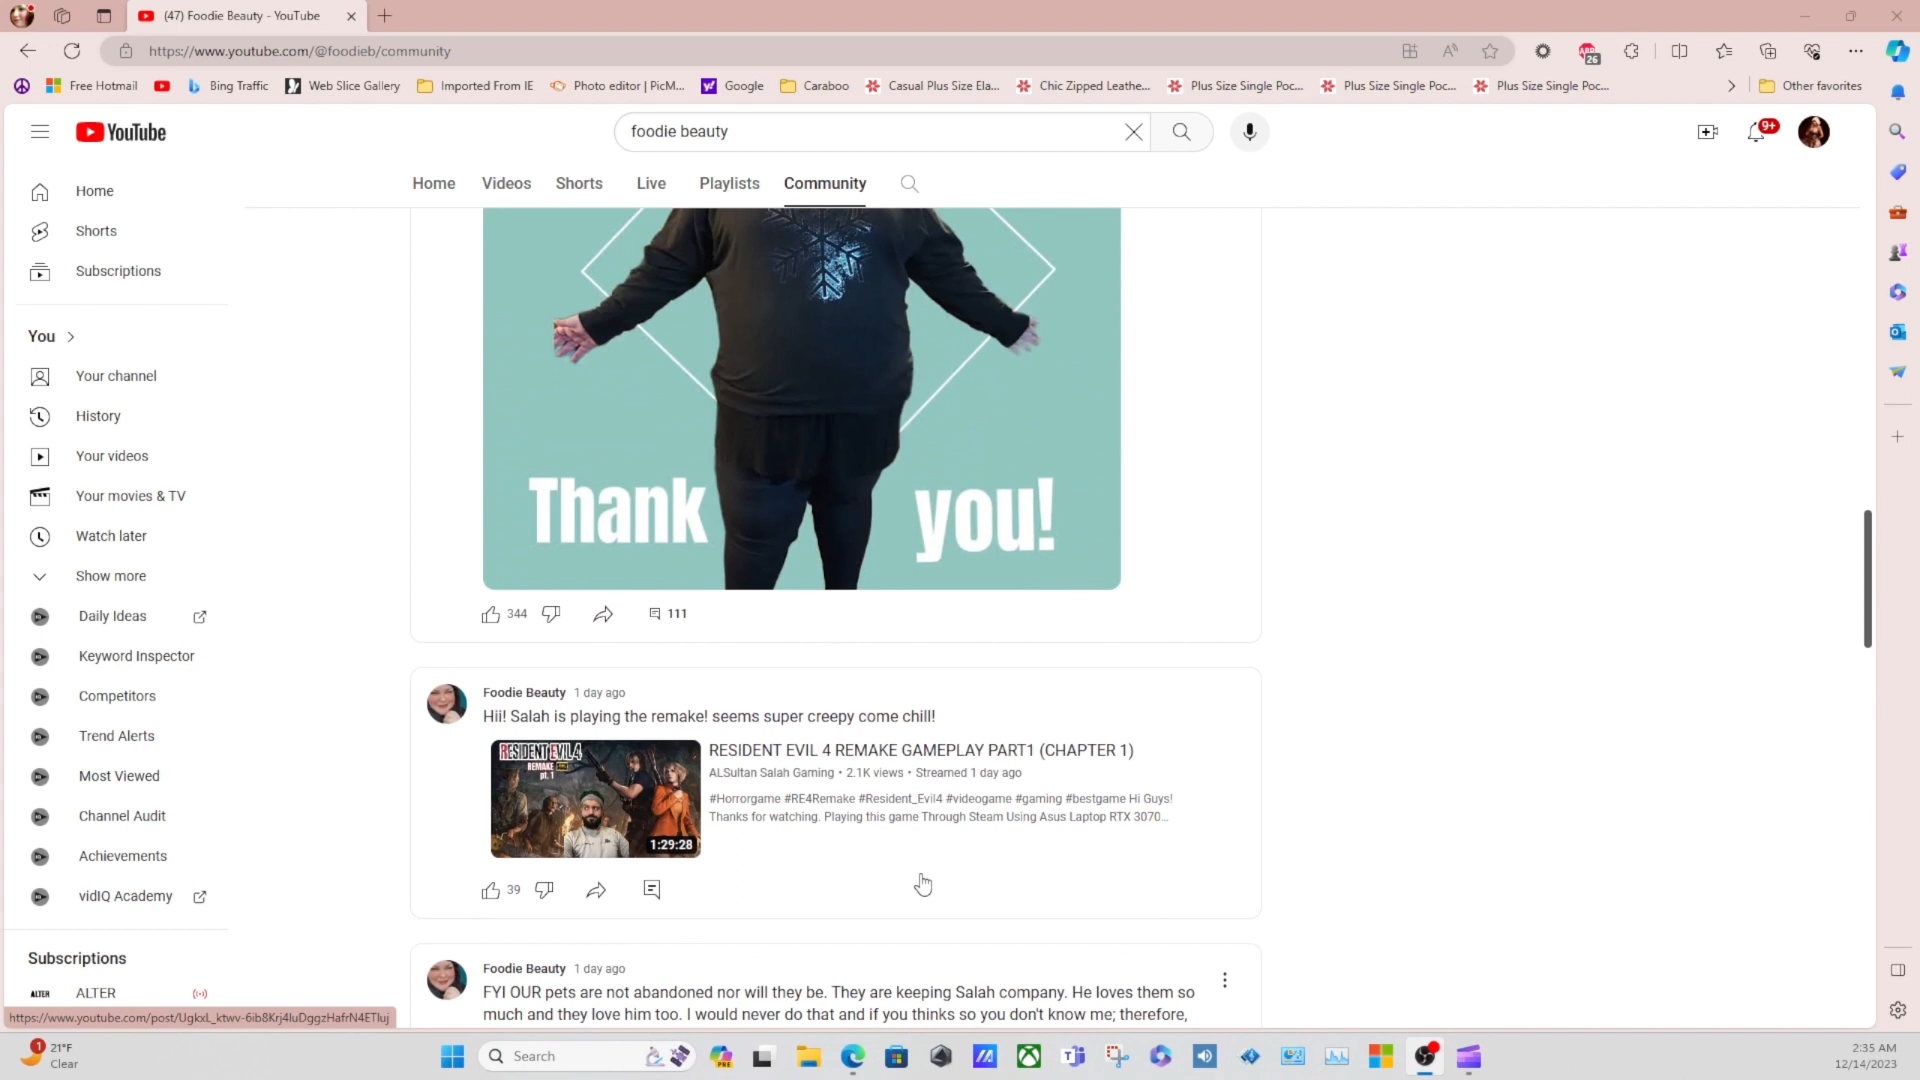 (47) Foodie Beauty - YouTube
https://www.youtube.com/@foodieb/community
26
Free Hotmail
Bing Traffic
Web Slice Gallery
Imported From IE
Photo editor | PicM...
Google
Caraboo
Casual Plus Size Ela...
Chic Zipped Leathe...
Plus Size Single Poc...
Plus Size Single Poc...
Plus Size Single Poc...
Other favorites
YouTube
foodie beauty
9+
Home
Videos
Shorts
Live
Playlists
Community
Home
Shorts
Subscriptions
You
Your channel
History
Your videos
Your movies & TV
Watch later
Show more
Daily Ideas
Keyword Inspector
Competitors
Trend Alerts
Most Viewed
Channel Audit
Achievements
vidIQ Academy
Subscriptions
ALTER
ALTER
Thank you!
344
111
Foodie Beauty 1 day ago
Hii! Salah is playing the remake! seems super creepy come chill!
RESIDENT EVIL 4
REMAKE
pt. 1
1:29:28
RESIDENT EVIL 4 REMAKE GAMEPLAY PART1 (CHAPTER 1)
ALSultan Salah Gaming • 2.1K views • Streamed 1 day ago
#Horrorgame #RE4Remake #Resident_Evil4 #videogame #gaming #bestgame Hi Guys!
Thanks for watching. Playing this game Through Steam Using Asus Laptop RTX 3070...
39
Foodie Beauty 1 day ago
FYI OUR pets are not abandoned nor will they be. They are keeping Salah company. He loves them so
much and they love him too. I would never do that and if you thinks so you don't know me; therefore,
1
21°F
Clear
Search
PRE
2:35 AM
12/14/2023